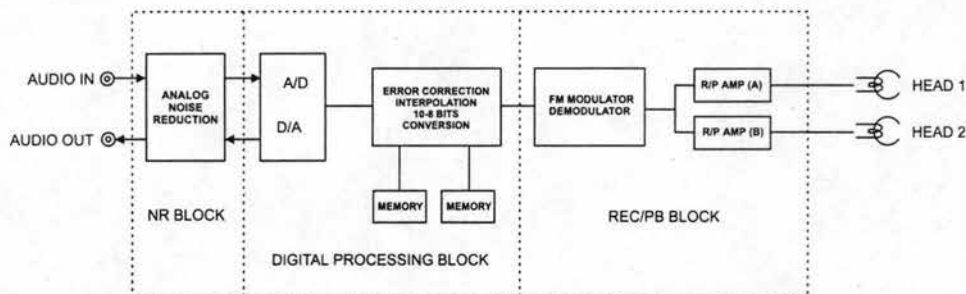 AUDIO IN
AUDIO OUT
ANALOG
NOISE
REDUCTION
NR BLOCK
A/D
D/A
ERROR CORRECTION
INTERPOLATION
10-8 BITS
CONVERSION
MEMORY
MEMORY
DIGITAL PROCESSING BLOCK
FM MODULATOR
DEMODULATOR
R/P AMP (A)
R/P AMP (B)
REC/PB BLOCK
HEAD 1
HEAD 2